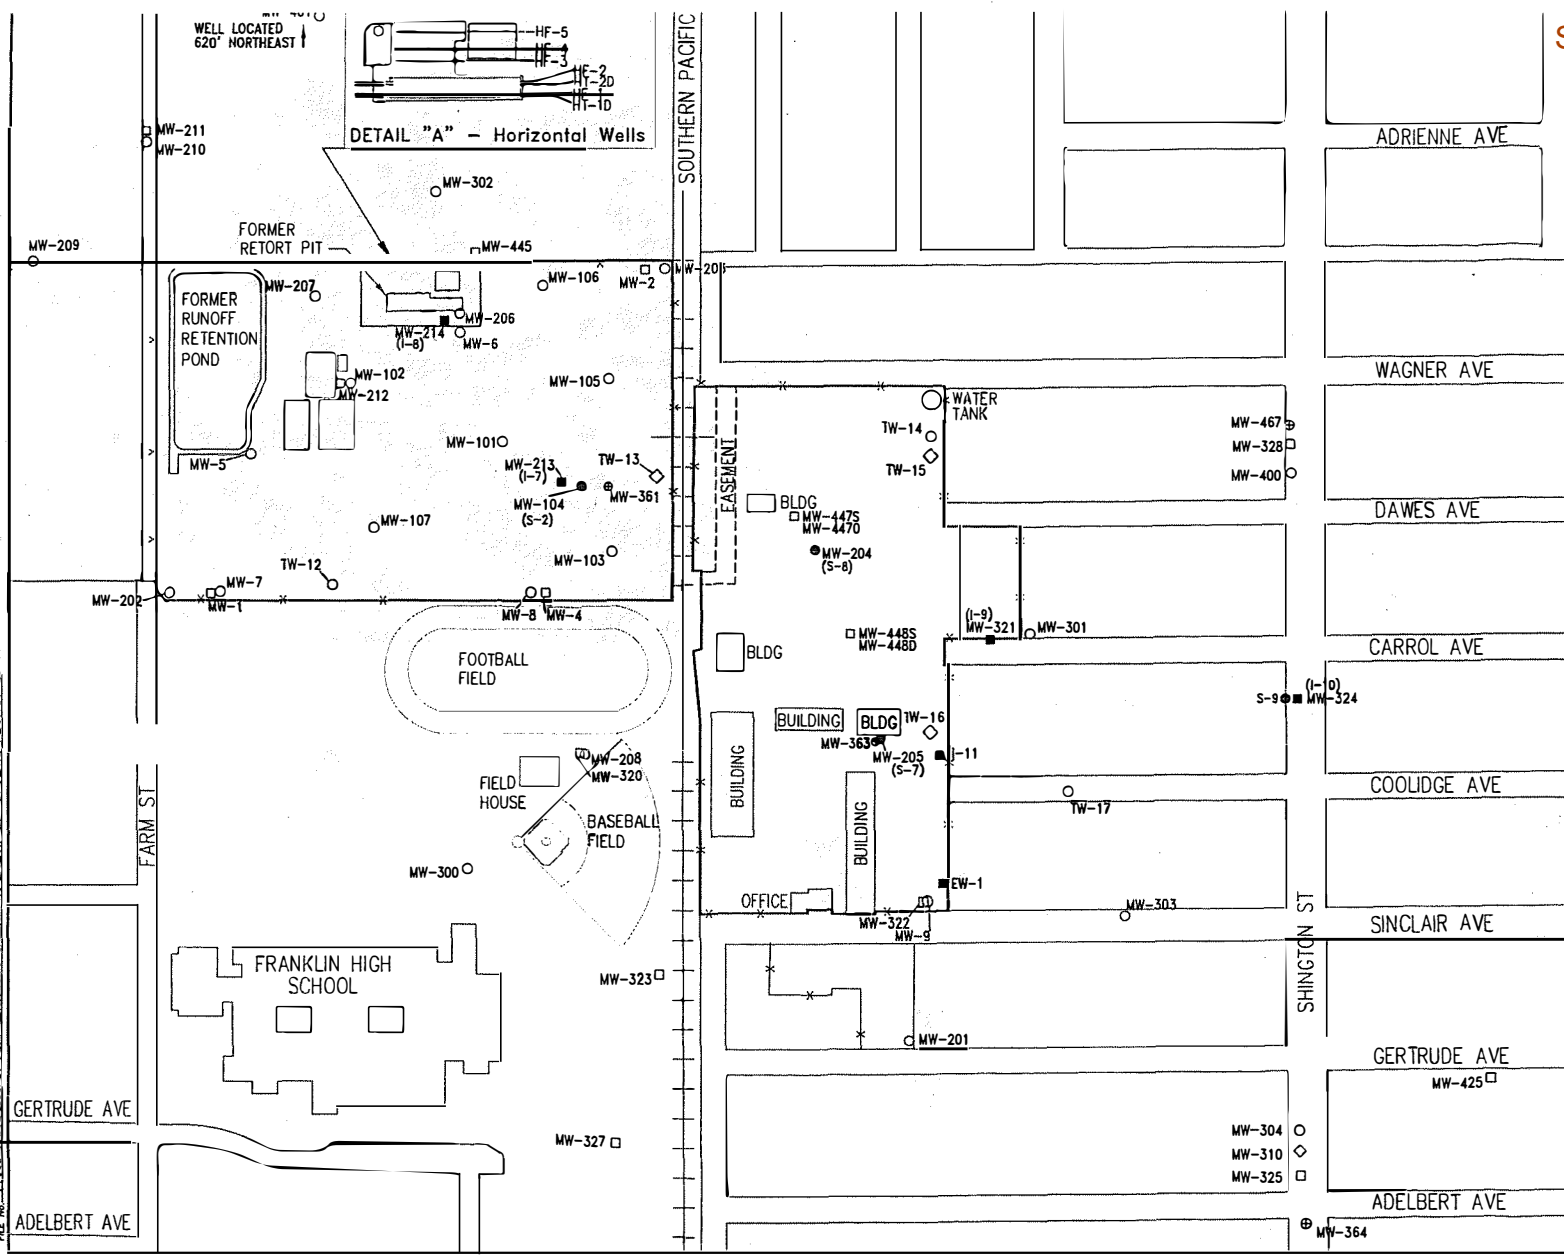 WELL LOCATED
620' NORTHEAST
HF-5
HF-3
HF-2
HT-2D
HT-1D
DETAIL "A" - Horizontal Wells
SOUTHERN PACIFIC
S
ADRIENNE AVE
MW-211
MW-210
MW-302
FORMER
RETORT PIT
MW-445
MW-209
MW-207
MW-106
MW-2
FORMER
RUNOFF
RETENTION
POND
MW-206
MW-214
(I-8)
MW-6
MW-102
MW-212
MW-105
WAGNER AVE
WATER
TANK
TW-14
TW-15
MW-467
MW-328
MW-400
MW-101
MW-5
MW-213
(I-7)
TW-13
MW-104
(S-2)
MW-361
EASEMENT
BLDG
MW-447S
MW-447D
DAWES AVE
MW-107
MW-103
MW-204
(S-8)
TW-12
MW-202
MW-7
MW-1
MW-8
MW-4
(I-9)
MW-321
MW-301
MW-448S
MW-448D
CARROL AVE
FOOTBALL
FIELD
BLDG
S-9
(I-10)
MW-324
BUILDING
BLDG
TW-16
MW-363
MW-205
(S-7)
I-11
MW-208
MW-320
FIELD
HOUSE
BUILDING
BASEBALL
FIELD
BUILDING
TW-17
COOLIDGE AVE
FARM ST
MW-300
EW-1
OFFICE
MW-322
MW-9
MW-303
SINCLAIR AVE
SHINGTON ST
FRANKLIN HIGH
SCHOOL
MW-323
MW-201
GERTRUDE AVE
MW-425
GERTRUDE AVE
MW-327
MW-304
MW-310
MW-325
ADELBERT AVE
ADELBERT AVE
MW-364